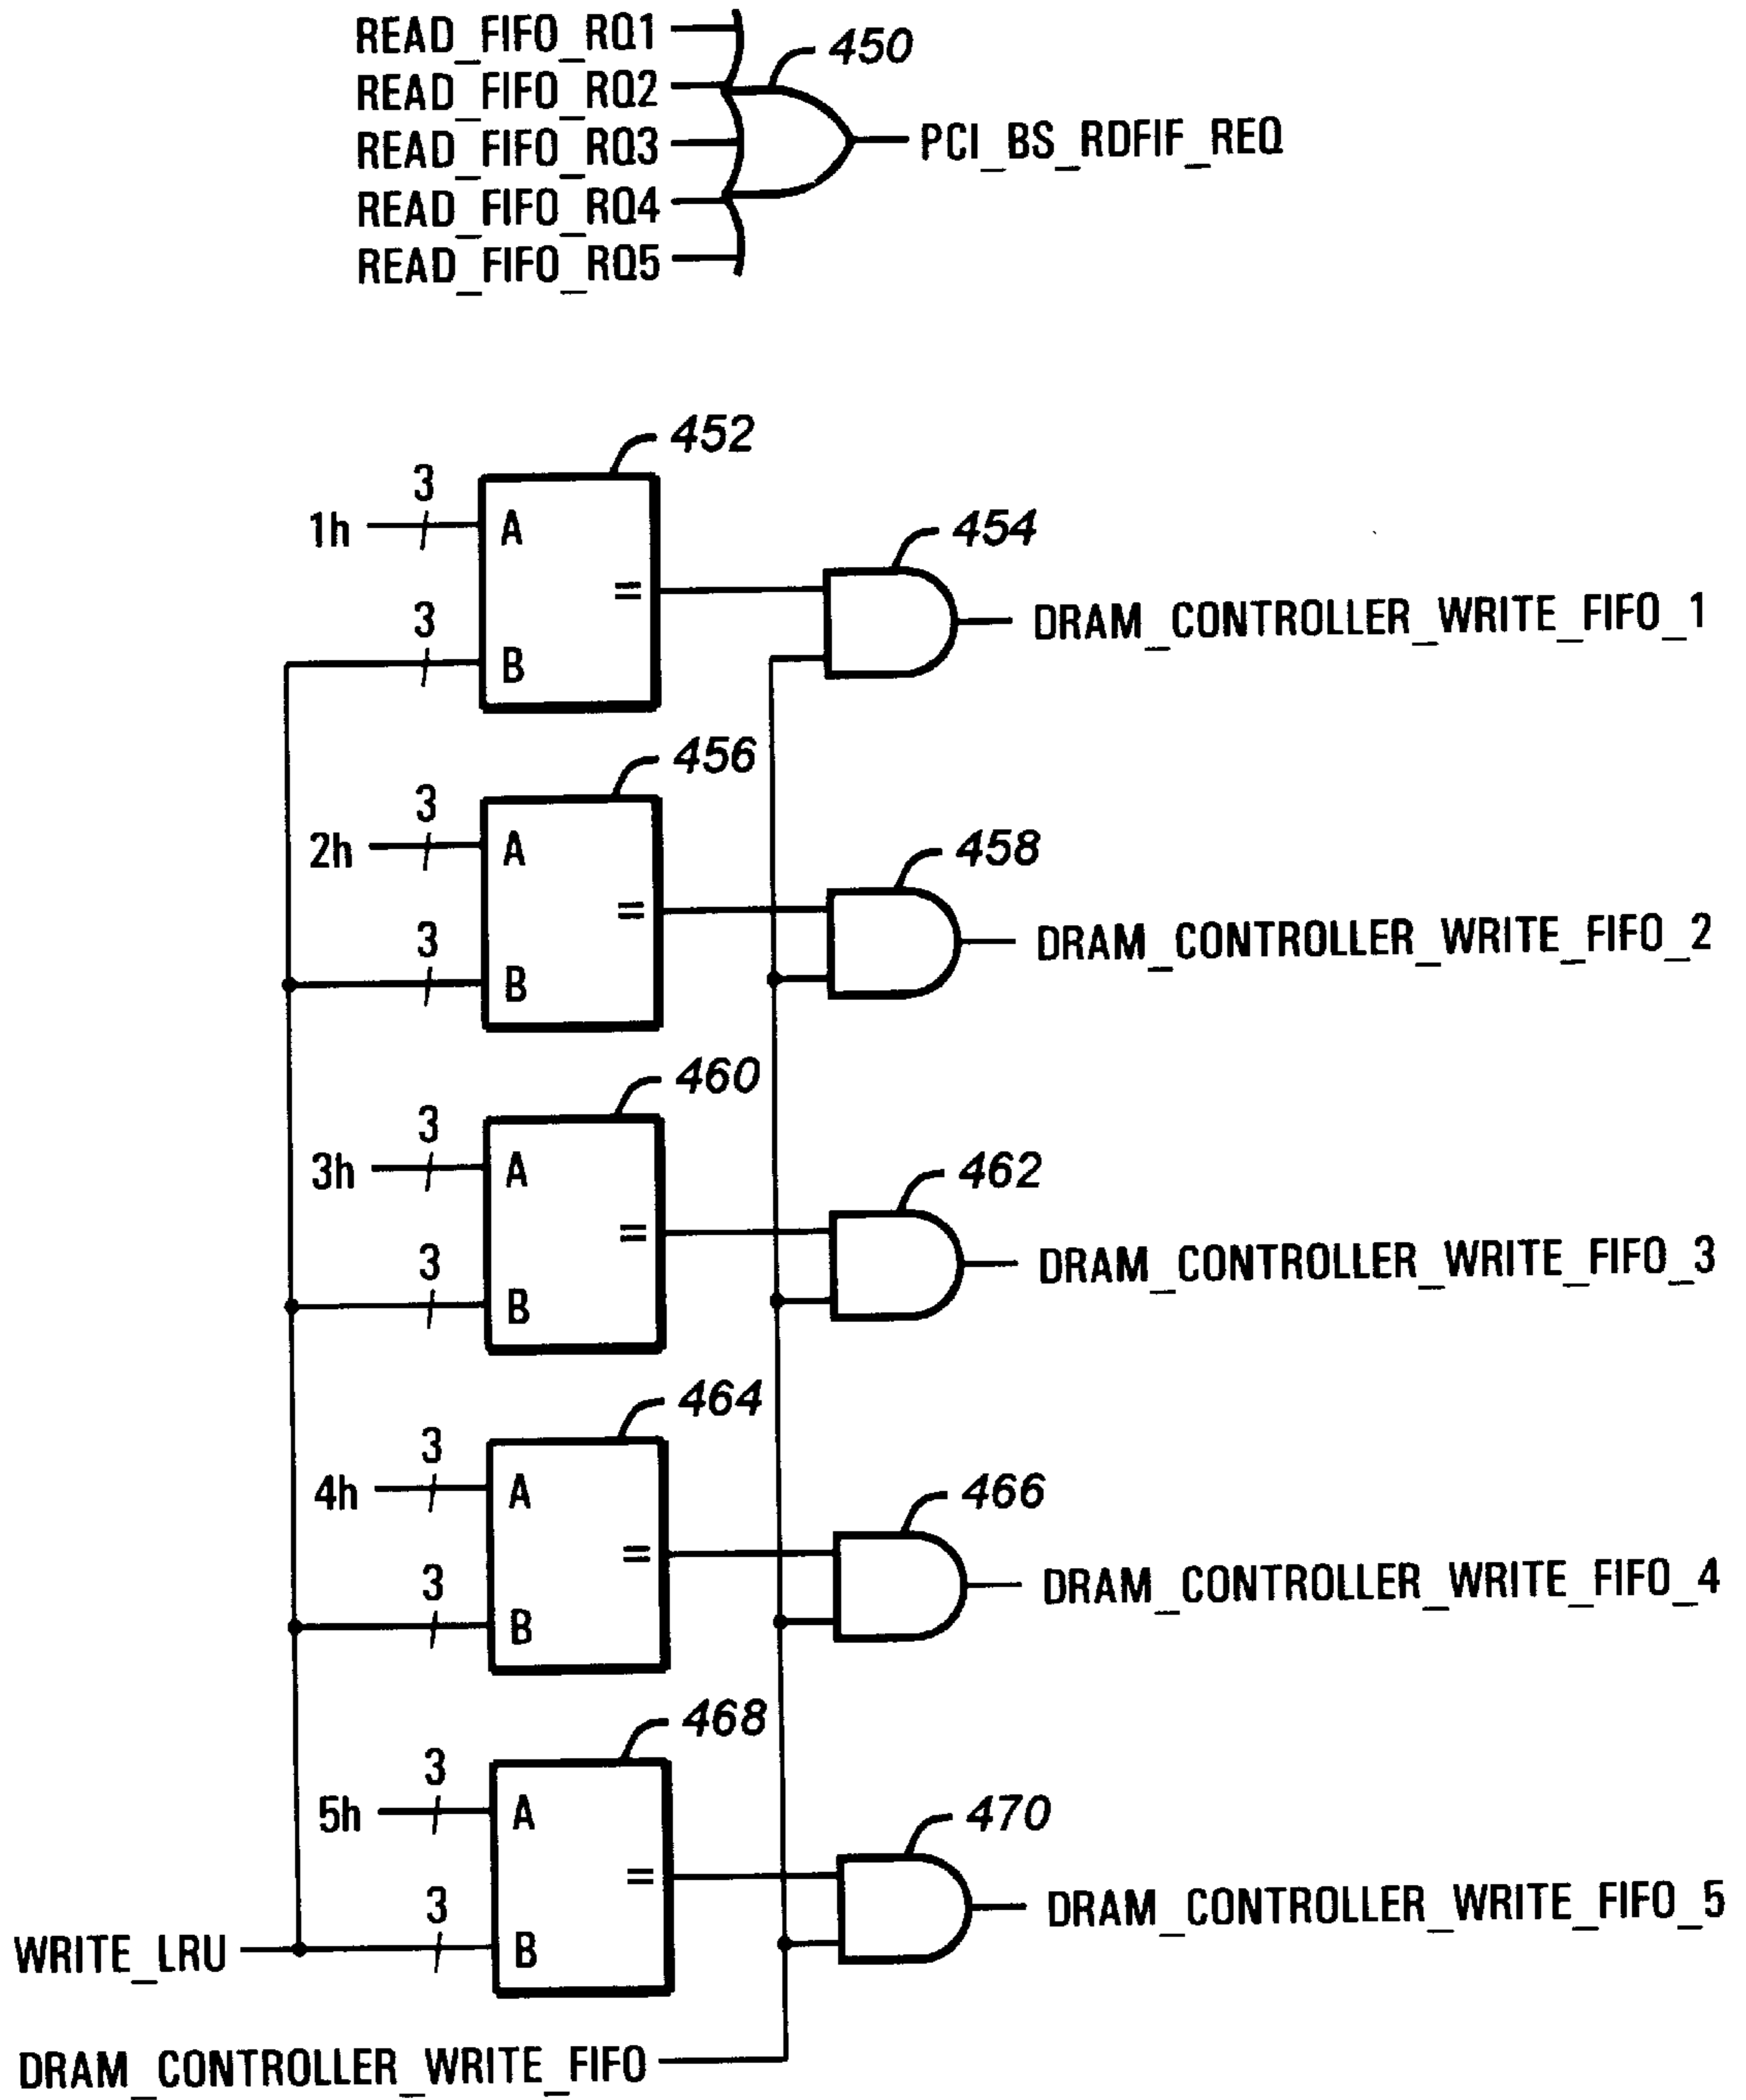 READ_FIFO_RQ1
450
READ_FIFO_RQ2
READ_FIFO_RQ3
PCI_BS_RDFIF_REQ
READ_FIFO_RQ4
READ_FIFO_RQ5
452
3
1h
A
454
=
DRAM_CONTROLLER_WRITE_FIFO_1
3
B
456
3
2h
A
458
=
DRAM_CONTROLLER_WRITE_FIFO_2
3
B
460
3
3h
A
462
=
DRAM_CONTROLLER_WRITE_FIFO_3
3
B
464
3
4h
A
466
=
DRAM_CONTROLLER_WRITE_FIFO_4
3
B
468
3
5h
A
470
=
DRAM_CONTROLLER_WRITE_FIFO_5
3
WRITE_LRU
B
DRAM_CONTROLLER_WRITE_FIFO